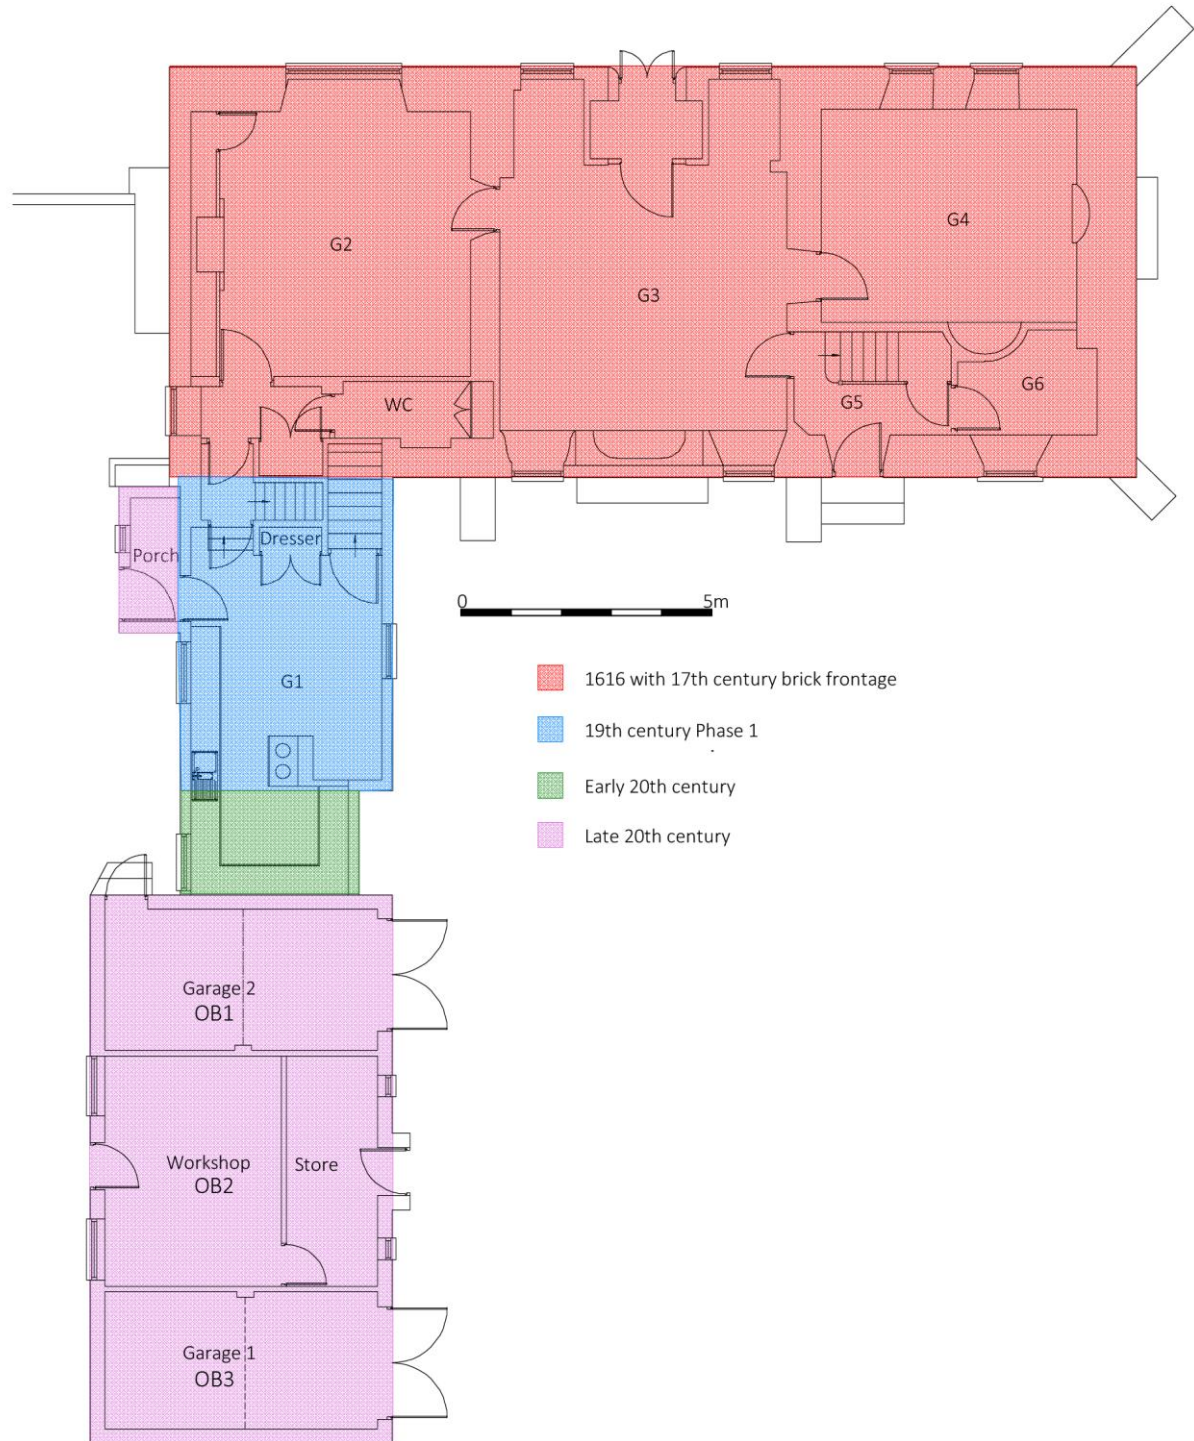 G2
G3
G4
G5
G6
WC
Porch
Dresser
0 5m
G1
1616 with 17th century brick frontage
19th century Phase 1
Early 20th century
Late 20th century
Garage 2
OB1
Workshop
OB2
Store
Garage 1
OB3